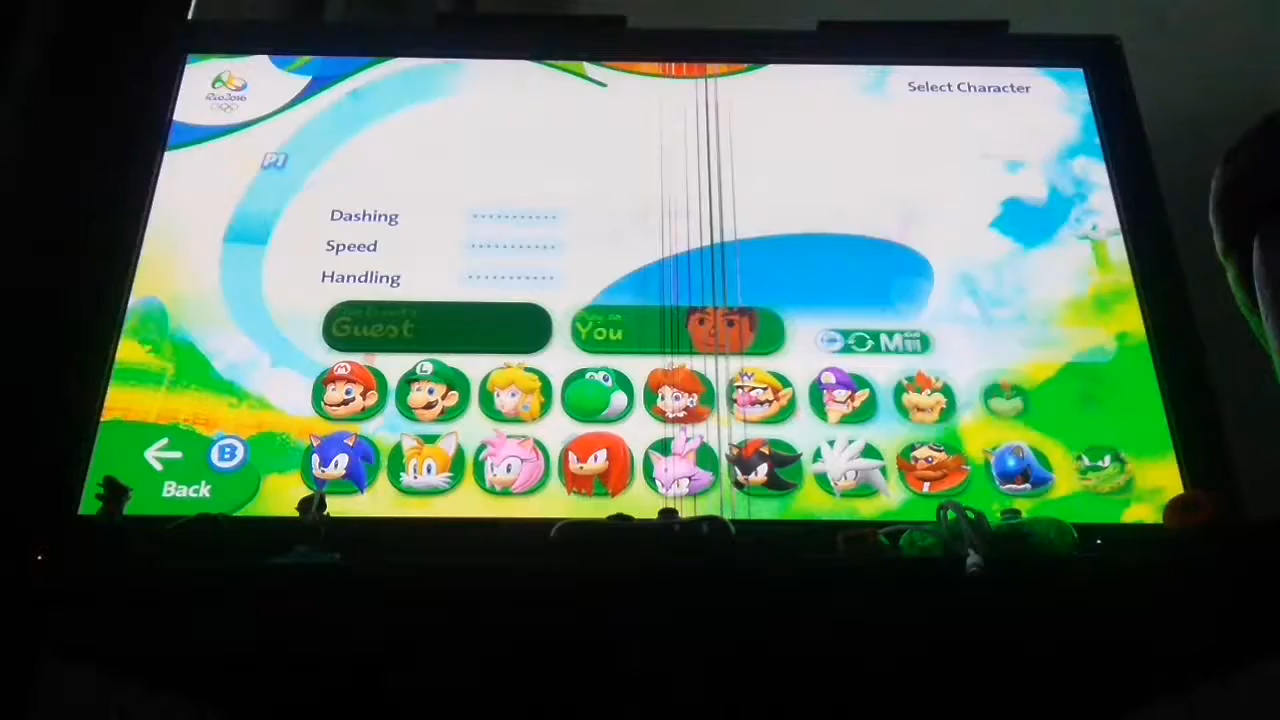 Rio2016
Select Character
P1
Dashing
Speed
Handling
Guest
You
Mii
M
L
B
Back